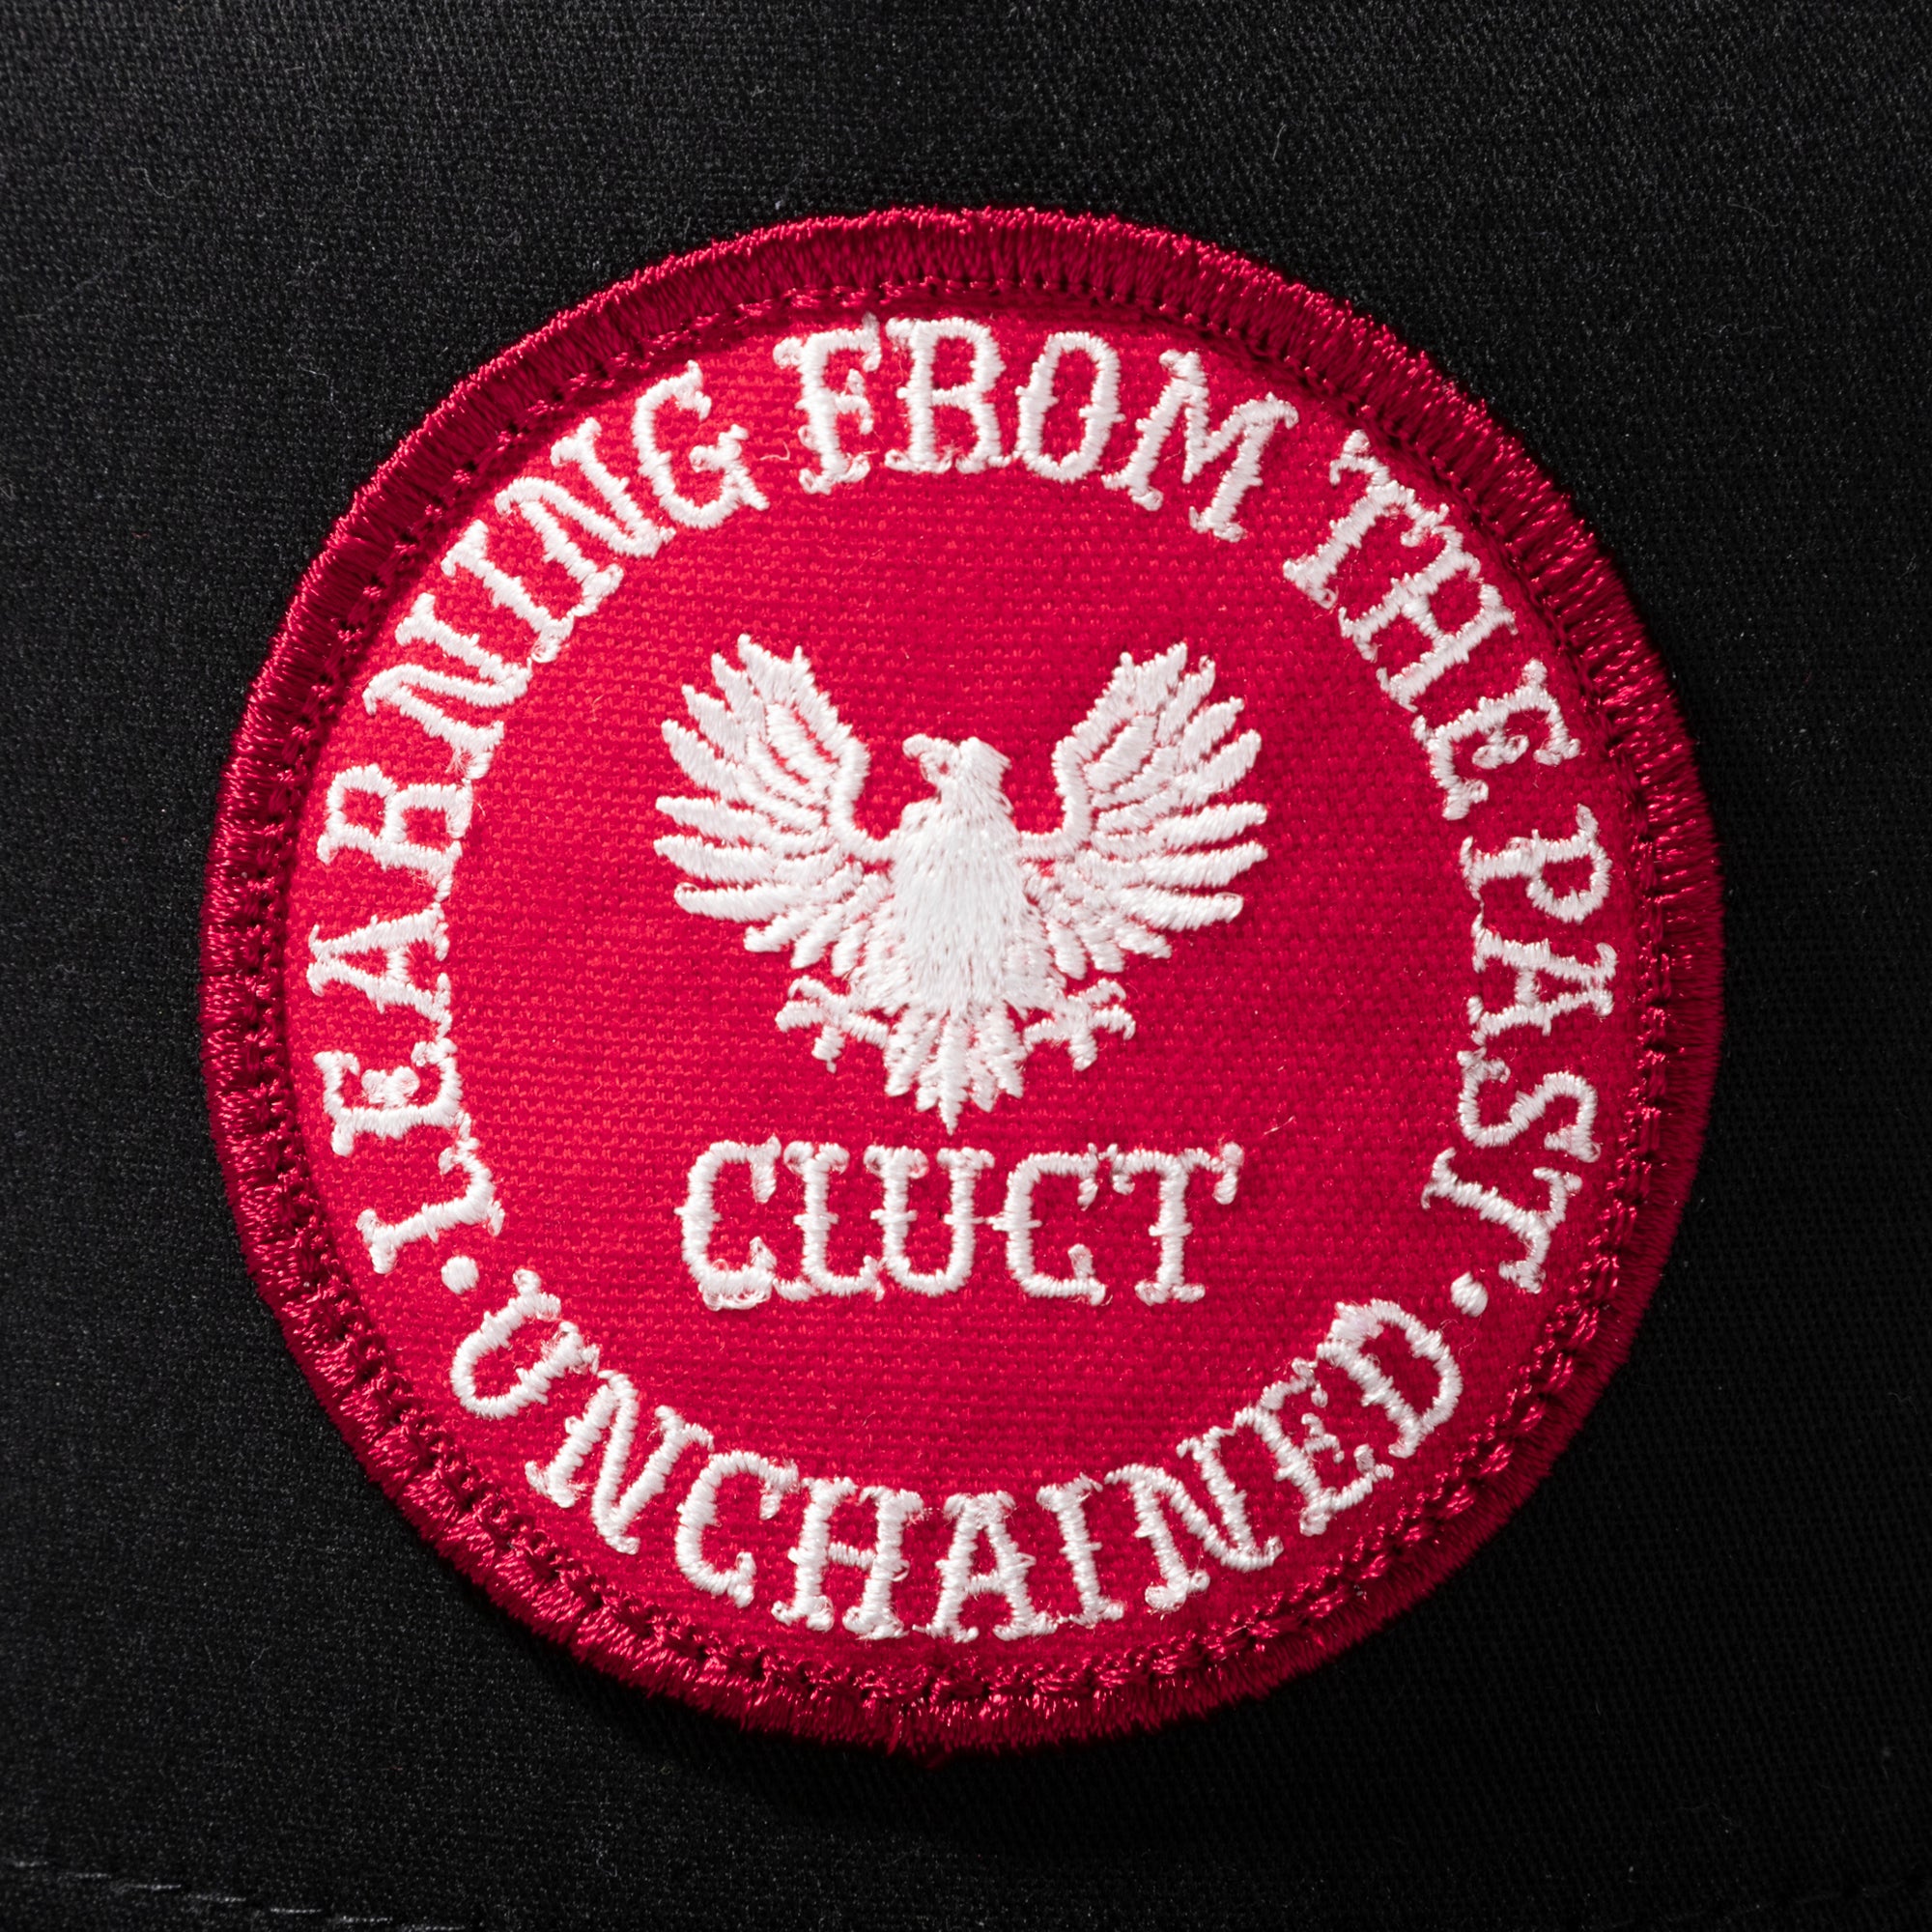 LEARNING FROM THE PAST
CLUCT
· UNCHAINED ·